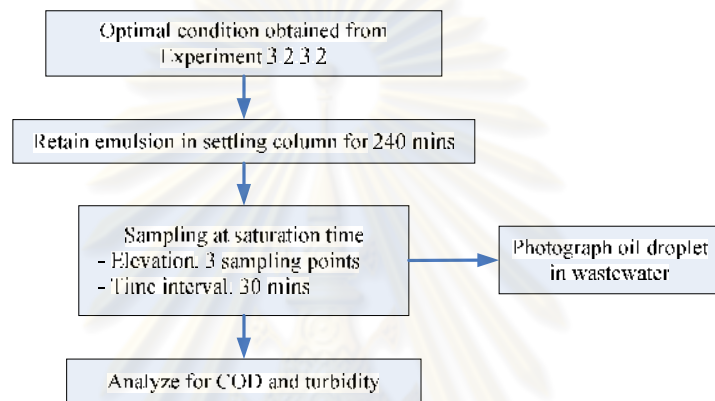 Optimal condition obtained from
Experiment 3 2 3 2
Retain emulsion in settling column for 240 mins
Sampling at saturation time
- Elevation. 3 sampling points
- Time interval. 30 mins
Photograph oil droplet
in wastewater
Analyze for COD and turbidity